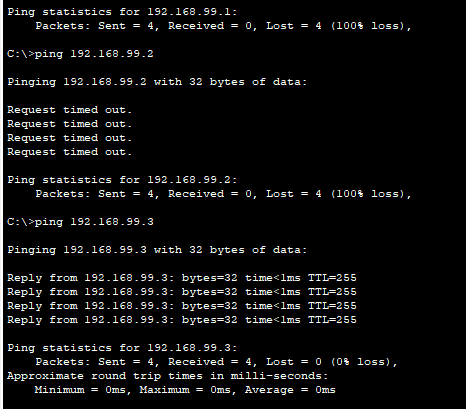 Ping statistics for 192.168.99.1:
    Packets: Sent = 4, Received = 0, Lost = 4 (100% loss),
C:\>ping 192.168.99.2
Pinging 192.168.99.2 with 32 bytes of data:
Request timed out.
Request timed out.
Request timed out.
Request timed out.
Ping statistics for 192.168.99.2:
    Packets: Sent = 4, Received = 0, Lost = 4 (100% loss),
C:\>ping 192.168.99.3
Pinging 192.168.99.3 with 32 bytes of data:
Reply from 192.168.99.3: bytes=32 time<1ms TTL=255
Reply from 192.168.99.3: bytes=32 time<1ms TTL=255
Reply from 192.168.99.3: bytes=32 time<1ms TTL=255
Reply from 192.168.99.3: bytes=32 time<1ms TTL=255
Ping statistics for 192.168.99.3:
    Packets: Sent = 4, Received = 4, Lost = 0 (0% loss),
Approximate round trip times in milli-seconds:
    Minimum = 0ms, Maximum = 0ms, Average = 0ms